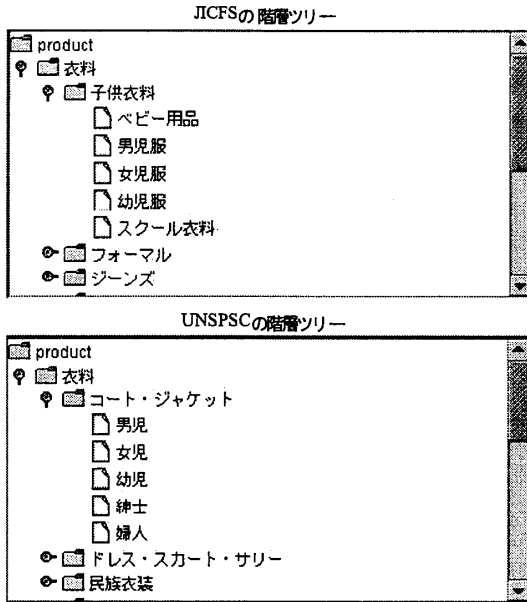 JICFSの階層ツリー
product
衣料
子供衣料
ベビー用品
男児服
女児服
幼児服
スクール衣料
フォーマル
ジーンズ
UNSPSCの階層ツリー
product
衣料
コート・ジャケット
男児
女児
幼児
紳士
婦人
ドレス・スカート・サリー
民族衣装